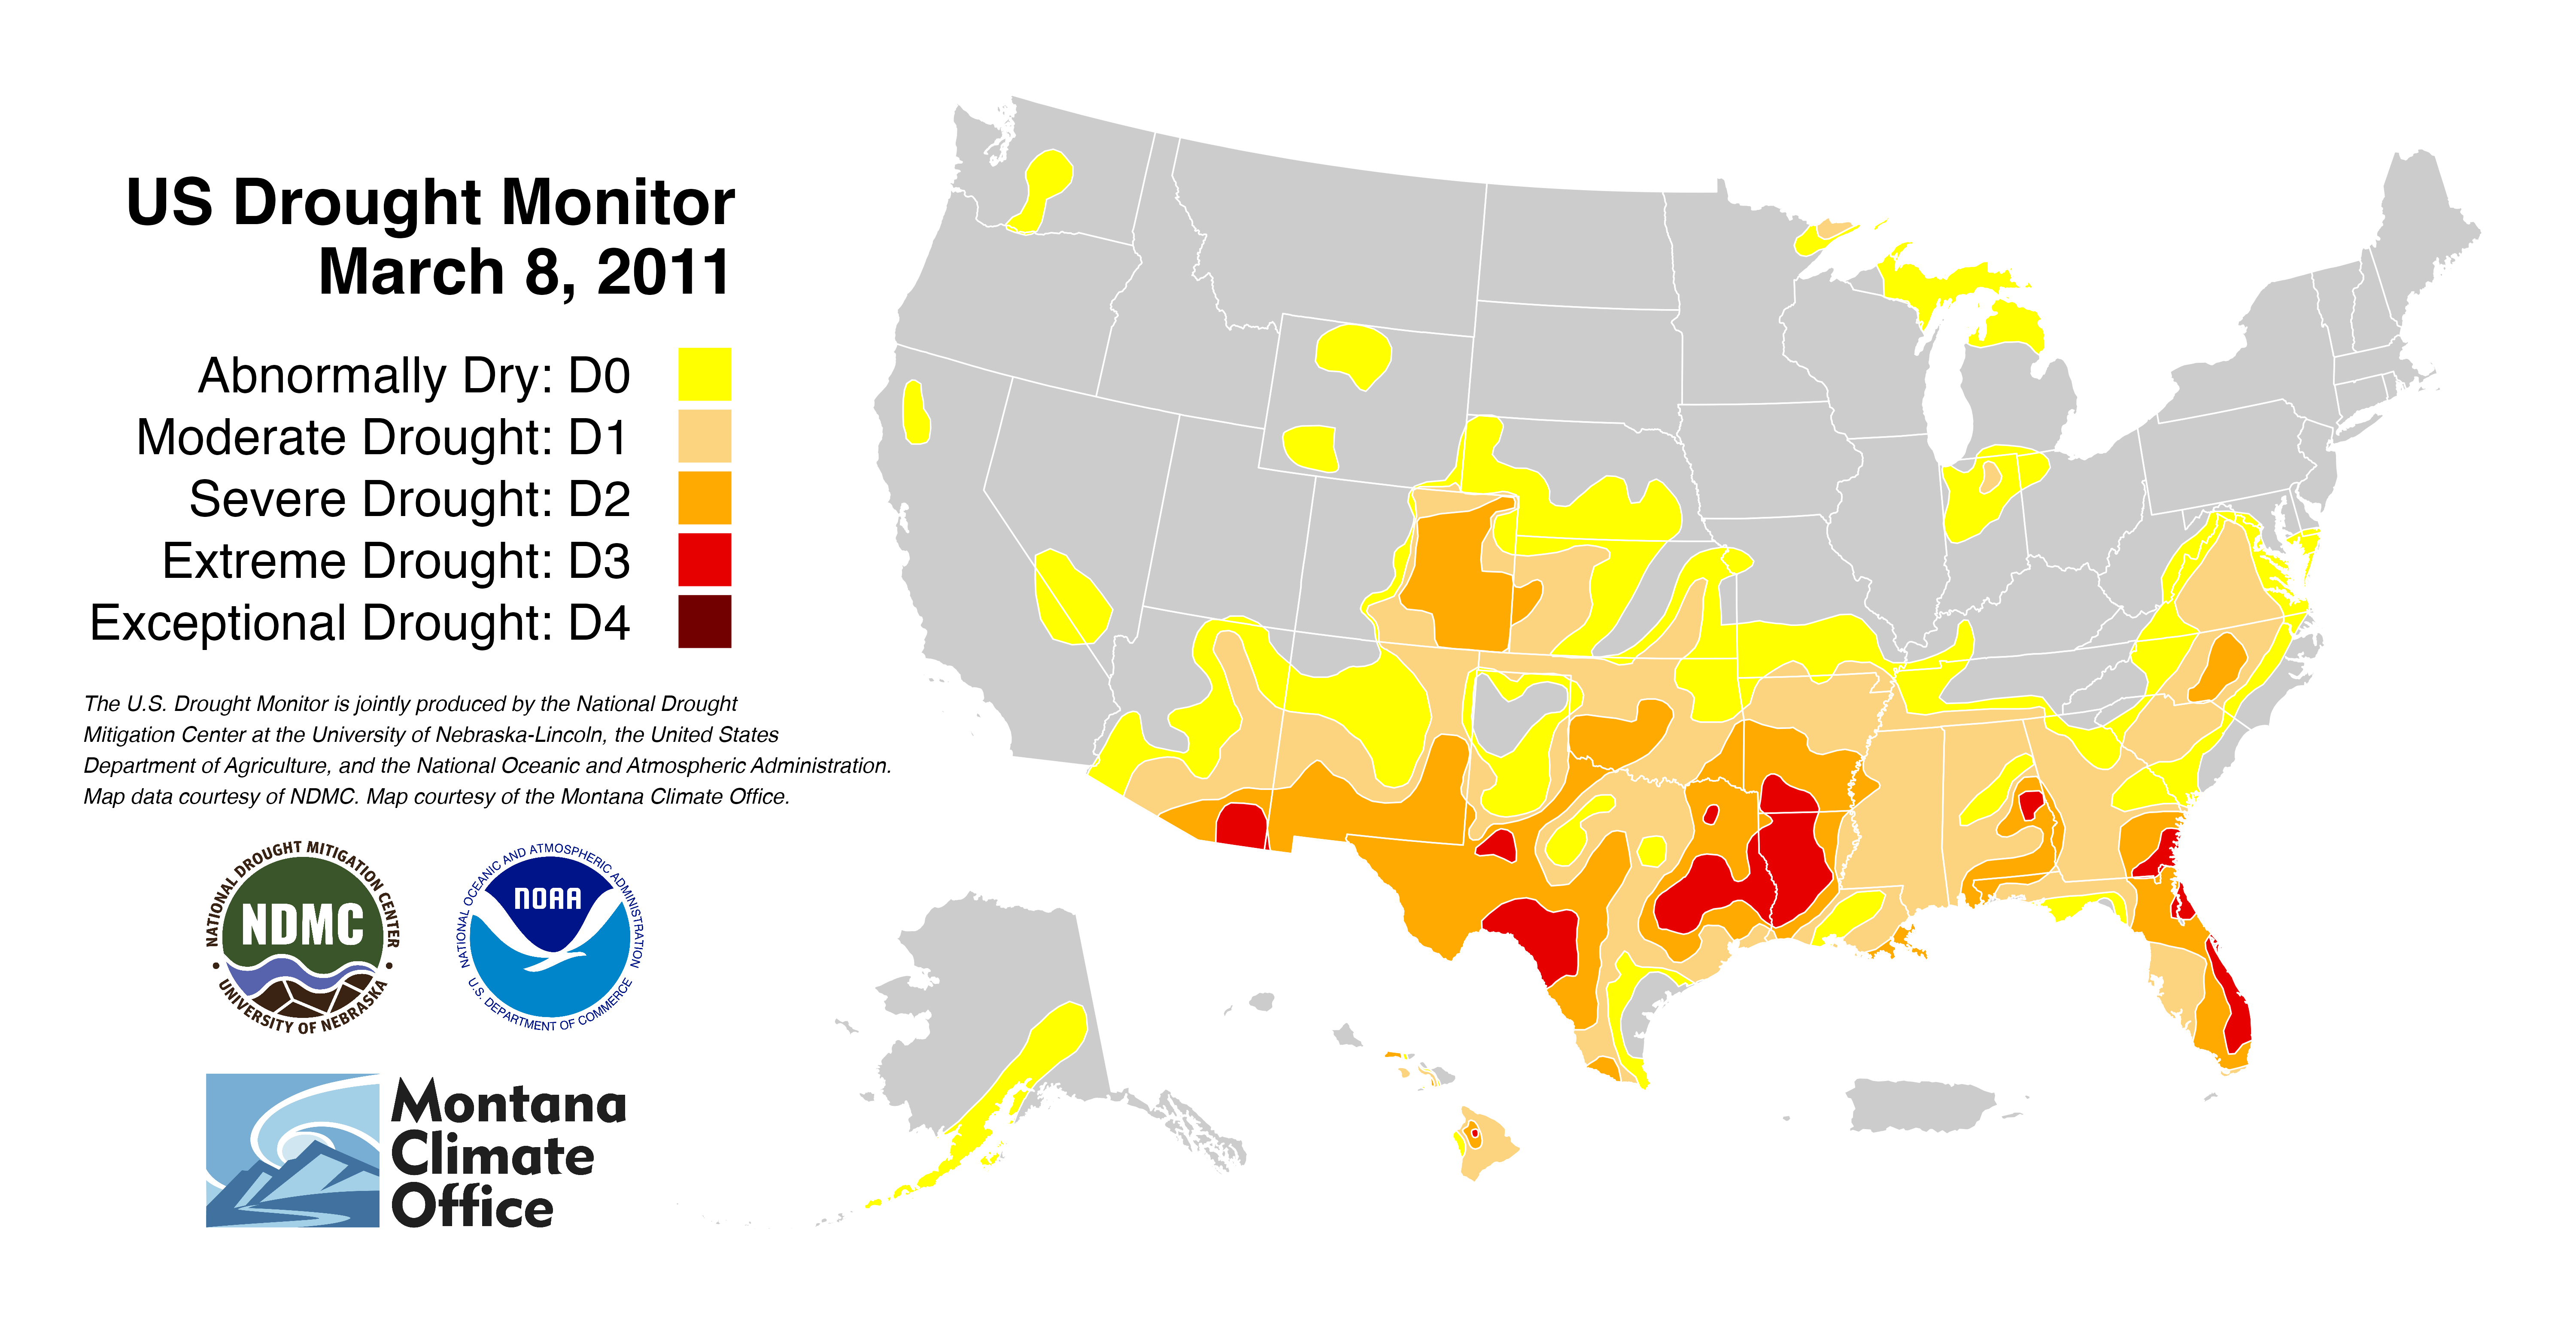 US Drought Monitor
March 8, 2011
Abnormally Dry: D0
Moderate Drought: D1
Severe Drought: D2
Extreme Drought: D3
Exceptional Drought: D4
The U.S. Drought Monitor is jointly produced by the National Drought
Mitigation Center at the University of Nebraska-Lincoln, the United States
Department of Agriculture, and the National Oceanic and Atmospheric Administration.
Map data courtesy of NDMC. Map courtesy of the Montana Climate Office.
NATIONAL DROUGHT MITIGATION CENTER
NDMC
UNIVERSITY OF NEBRASKA
NATIONAL OCEANIC AND ATMOSPHERIC ADMINISTRATION
NOAA
U.S. DEPARTMENT OF COMMERCE
Montana
Climate
Office